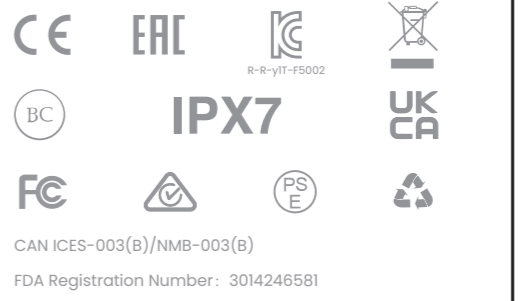 CE EAC KC
R-R-yIT-F5002
BC IPX7 UK
CA
FC PS
E
CAN ICES-003(B)/NMB-003(B)
FDA Registration Number: 3014246581